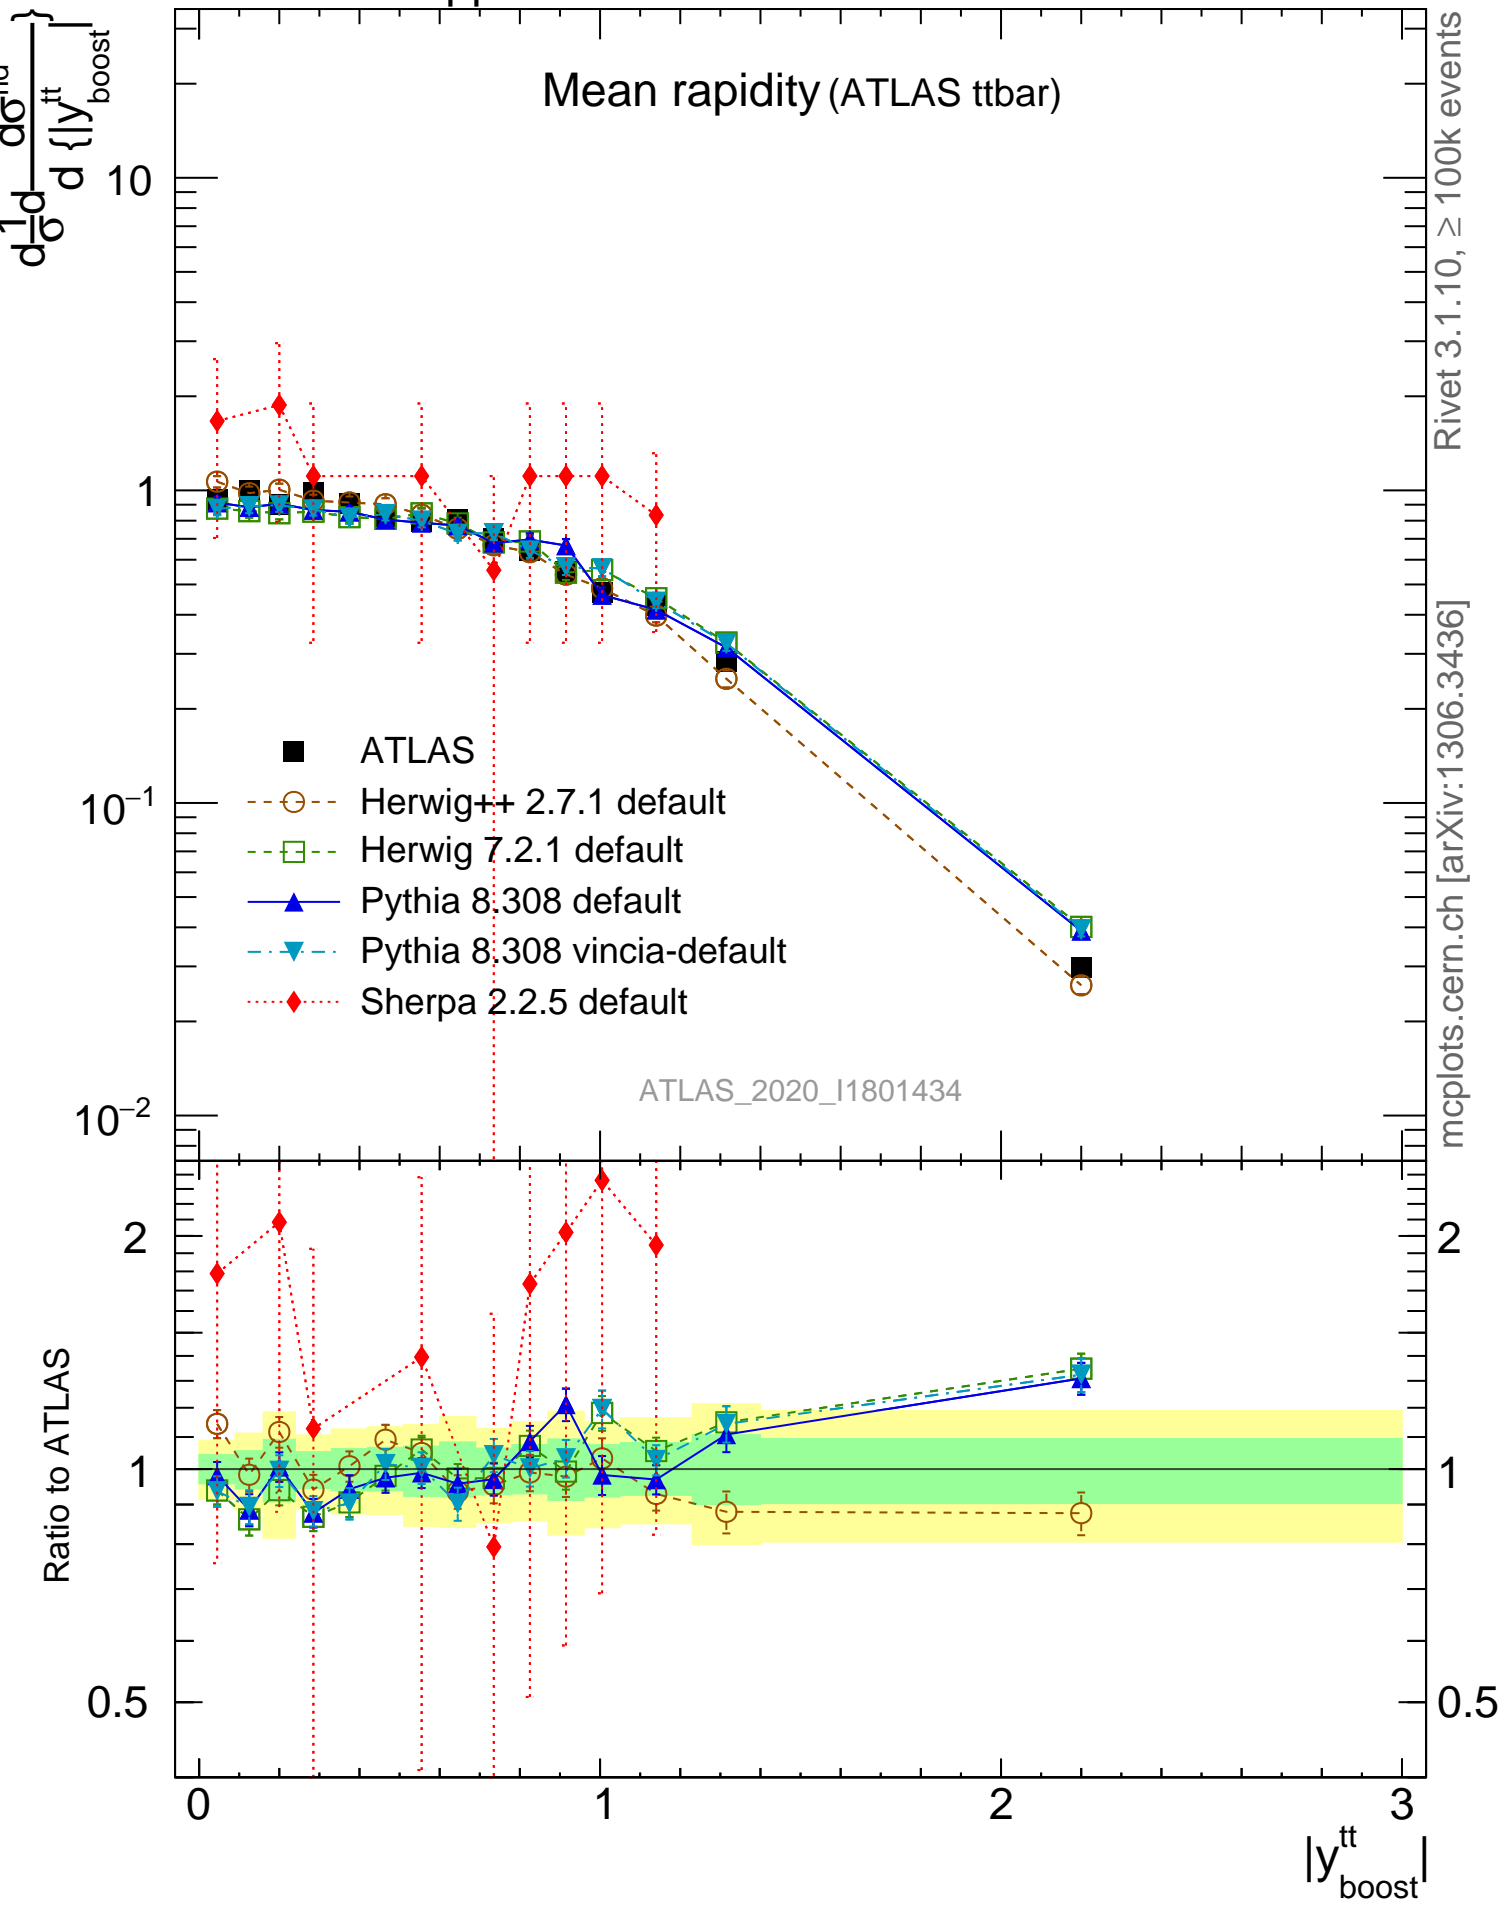 Mean rapidity (ATLAS ttbar)
d 1 d dσ
σ d {|y^tt_boost|}
10
1
10^−1
10^−2
ATLAS
Herwig++ 2.7.1 default
Herwig 7.2.1 default
Pythia 8.308 default
Pythia 8.308 vincia-default
Sherpa 2.2.5 default
ATLAS_2020_I1801434
Rivet 3.1.10, ≥ 100k events
mcplots.cern.ch [arXiv:1306.3436]
Ratio to ATLAS
2
1
0.5
2
1
0.5
0
1
2
3
|y^tt_boost|